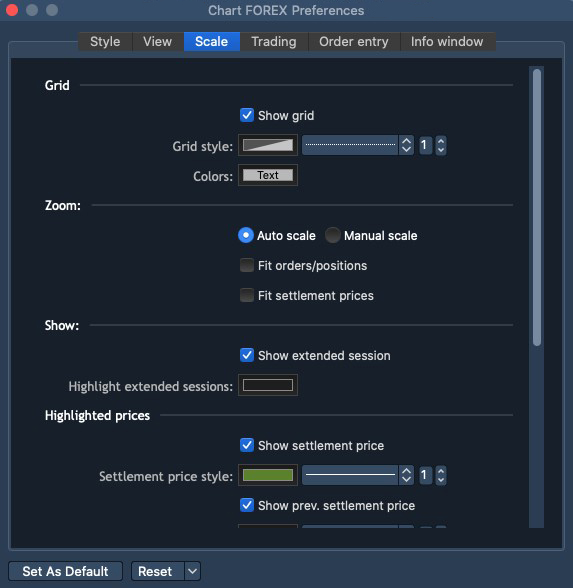 Chart FOREX Preferences
Style View Scale Trading Order entry Info window
Grid
Show grid
Grid style: 1
Colors: Text
Zoom:
Auto scale Manual scale
Fit orders/positions
Fit settlement prices
Show:
Show extended session
Highlight extended sessions:
Highlighted prices
Show settlement price
Settlement price style: 1
Show prev. settlement price
Set As Default Reset